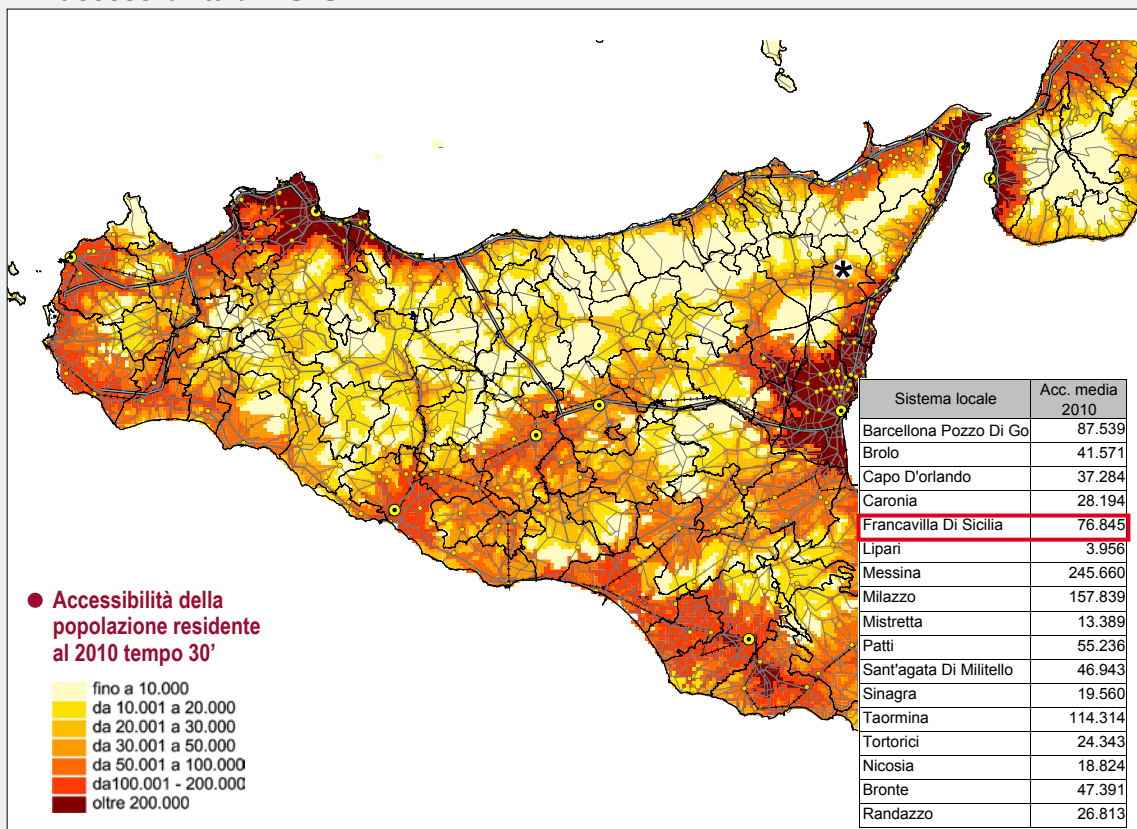 Sistema locale Acc. media 2010
Barcellona Pozzo Di Go 87.539
Brolo 41.571
Capo D'orlando 37.284
Caronia 28.194
Francavilla Di Sicilia 76.845
Lipari 3.956
Messina 245.660
Milazzo 157.839
Mistretta 13.389
Patti 55.236
Sant'agata Di Militello 46.943
Sinagra 19.560
Taormina 114.314
Tortorici 24.343
Nicosia 18.824
Bronte 47.391
Randazzo 26.813
● Accessibilità della
popolazione residente
al 2010 tempo 30'
fino a 10.000
da 10.001 a 20.000
da 20.001 a 30.000
da 30.001 a 50.000
da 50.001 a 100.000
da100.001 - 200.000
oltre 200.000